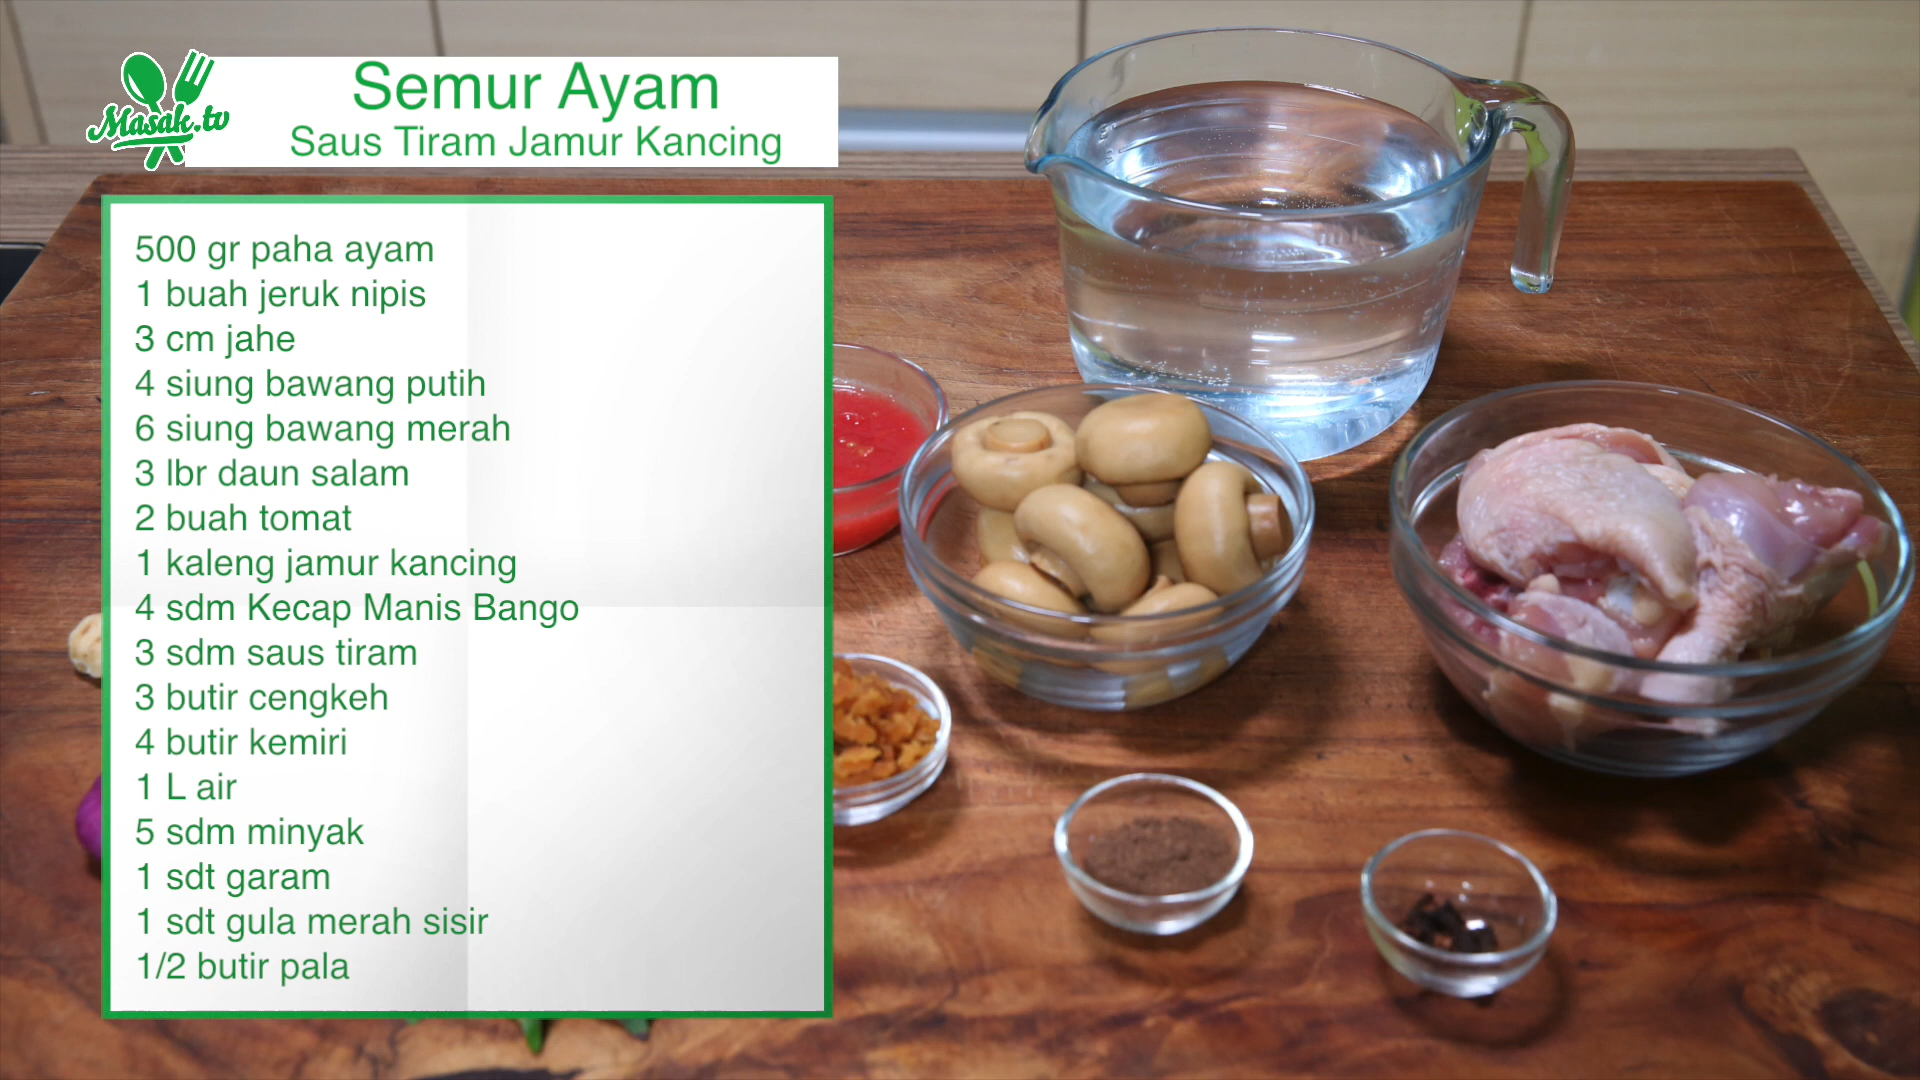 Masak.tv
Semur Ayam
Saus Tiram Jamur Kancing
500 gr paha ayam
1 buah jeruk nipis
3 cm jahe
4 siung bawang putih
6 siung bawang merah
3 lbr daun salam
2 buah tomat
1 kaleng jamur kancing
4 sdm Kecap Manis Bango
3 sdm saus tiram
3 butir cengkeh
4 butir kemiri
1 L air
5 sdm minyak
1 sdt garam
1 sdt gula merah sisir
1/2 butir pala